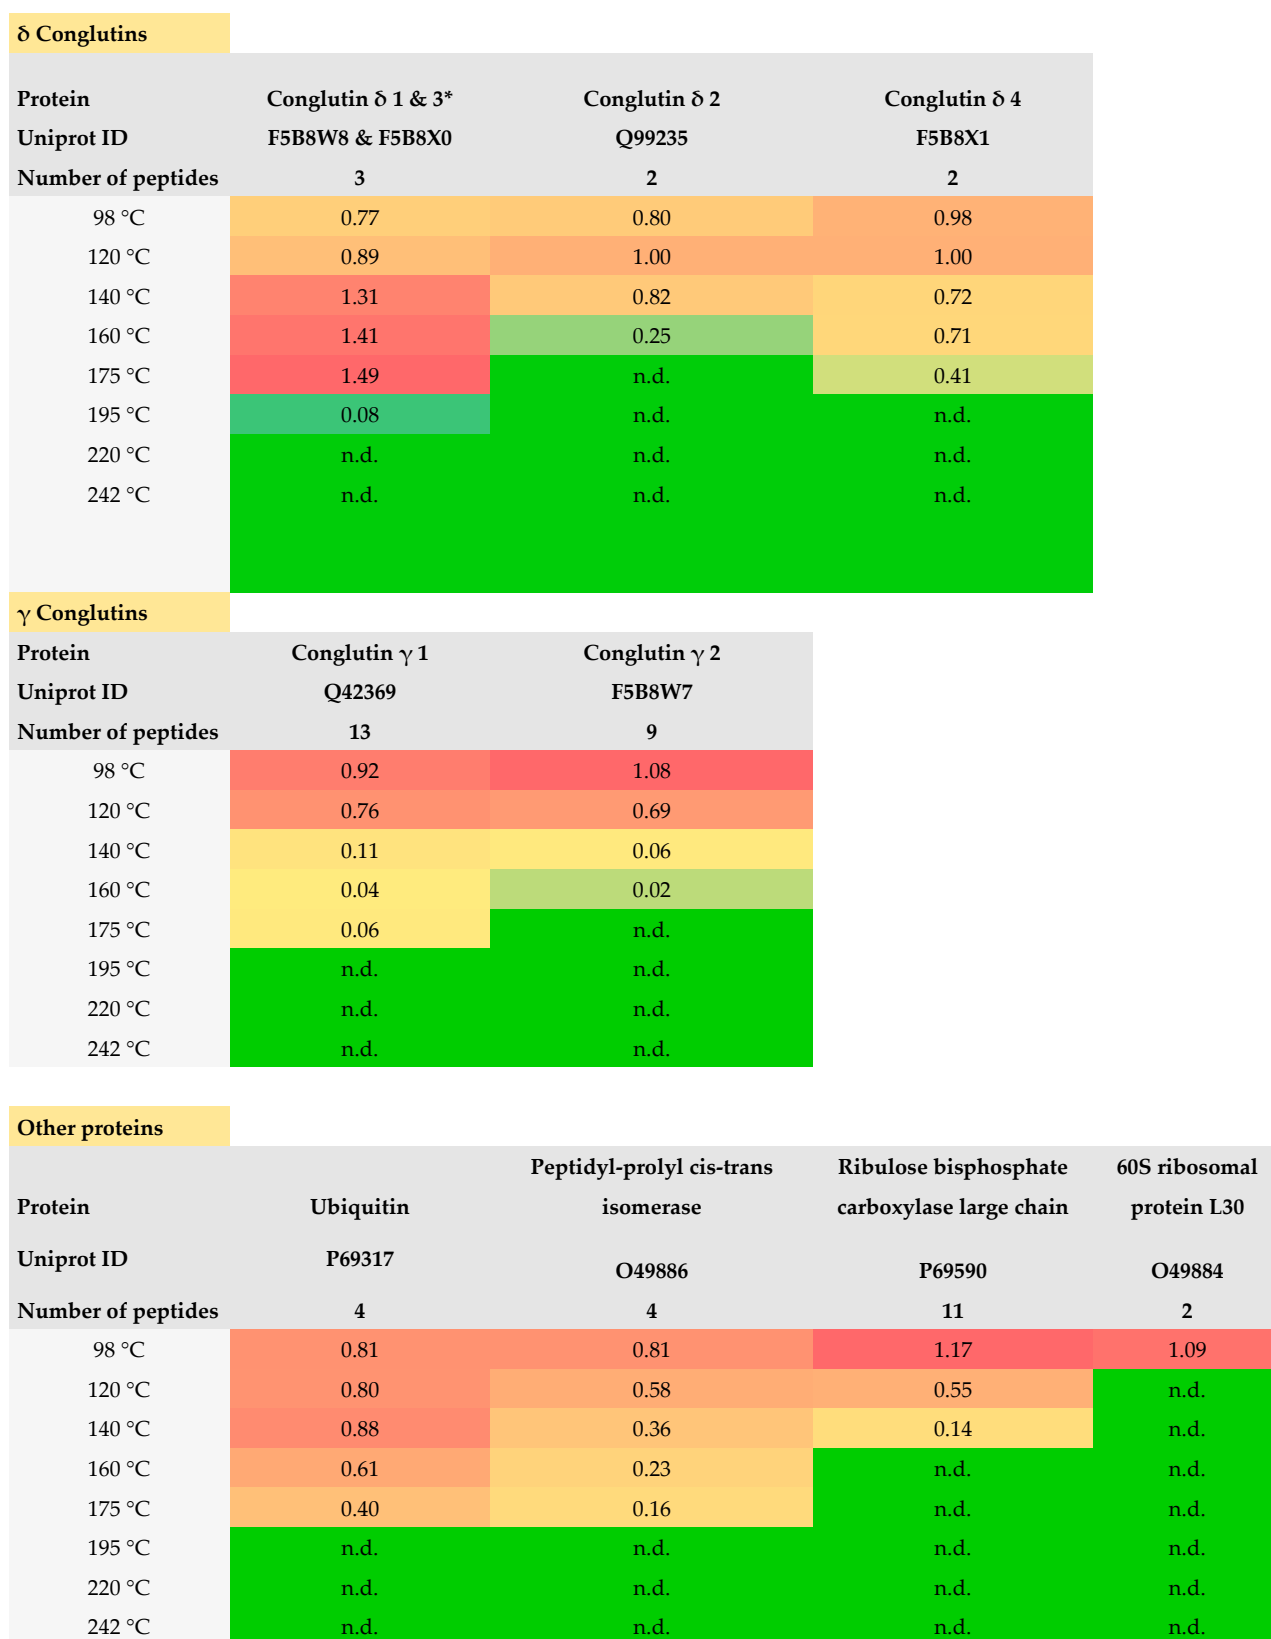 δ Conglutins
Protein Conglutin δ 1 & 3* Conglutin δ 2 Conglutin δ 4
Uniprot ID F5B8W8 & F5B8X0 Q99235 F5B8X1
Number of peptides 3 2 2
98 °C 0.77 0.80 0.98
120 °C 0.89 1.00 1.00
140 °C 1.31 0.82 0.72
160 °C 1.41 0.25 0.71
175 °C 1.49 n.d. 0.41
195 °C 0.08 n.d. n.d.
220 °C n.d. n.d. n.d.
242 °C n.d. n.d. n.d.
γ Conglutins
Protein Conglutin γ 1 Conglutin γ 2
Uniprot ID Q42369 F5B8W7
Number of peptides 13 9
98 °C 0.92 1.08
120 °C 0.76 0.69
140 °C 0.11 0.06
160 °C 0.04 0.02
175 °C 0.06 n.d.
195 °C n.d. n.d.
220 °C n.d. n.d.
242 °C n.d. n.d.
Other proteins
Peptidyl-prolyl cis-trans Ribulose bisphosphate 60S ribosomal
Protein Ubiquitin isomerase carboxylase large chain protein L30
Uniprot ID P69317 O49886 P69590 O49884
Number of peptides 4 4 11 2
98 °C 0.81 0.81 1.17 1.09
120 °C 0.80 0.58 0.55 n.d.
140 °C 0.88 0.36 0.14 n.d.
160 °C 0.61 0.23 n.d. n.d.
175 °C 0.40 0.16 n.d. n.d.
195 °C n.d. n.d. n.d. n.d.
220 °C n.d. n.d. n.d. n.d.
242 °C n.d. n.d. n.d. n.d.